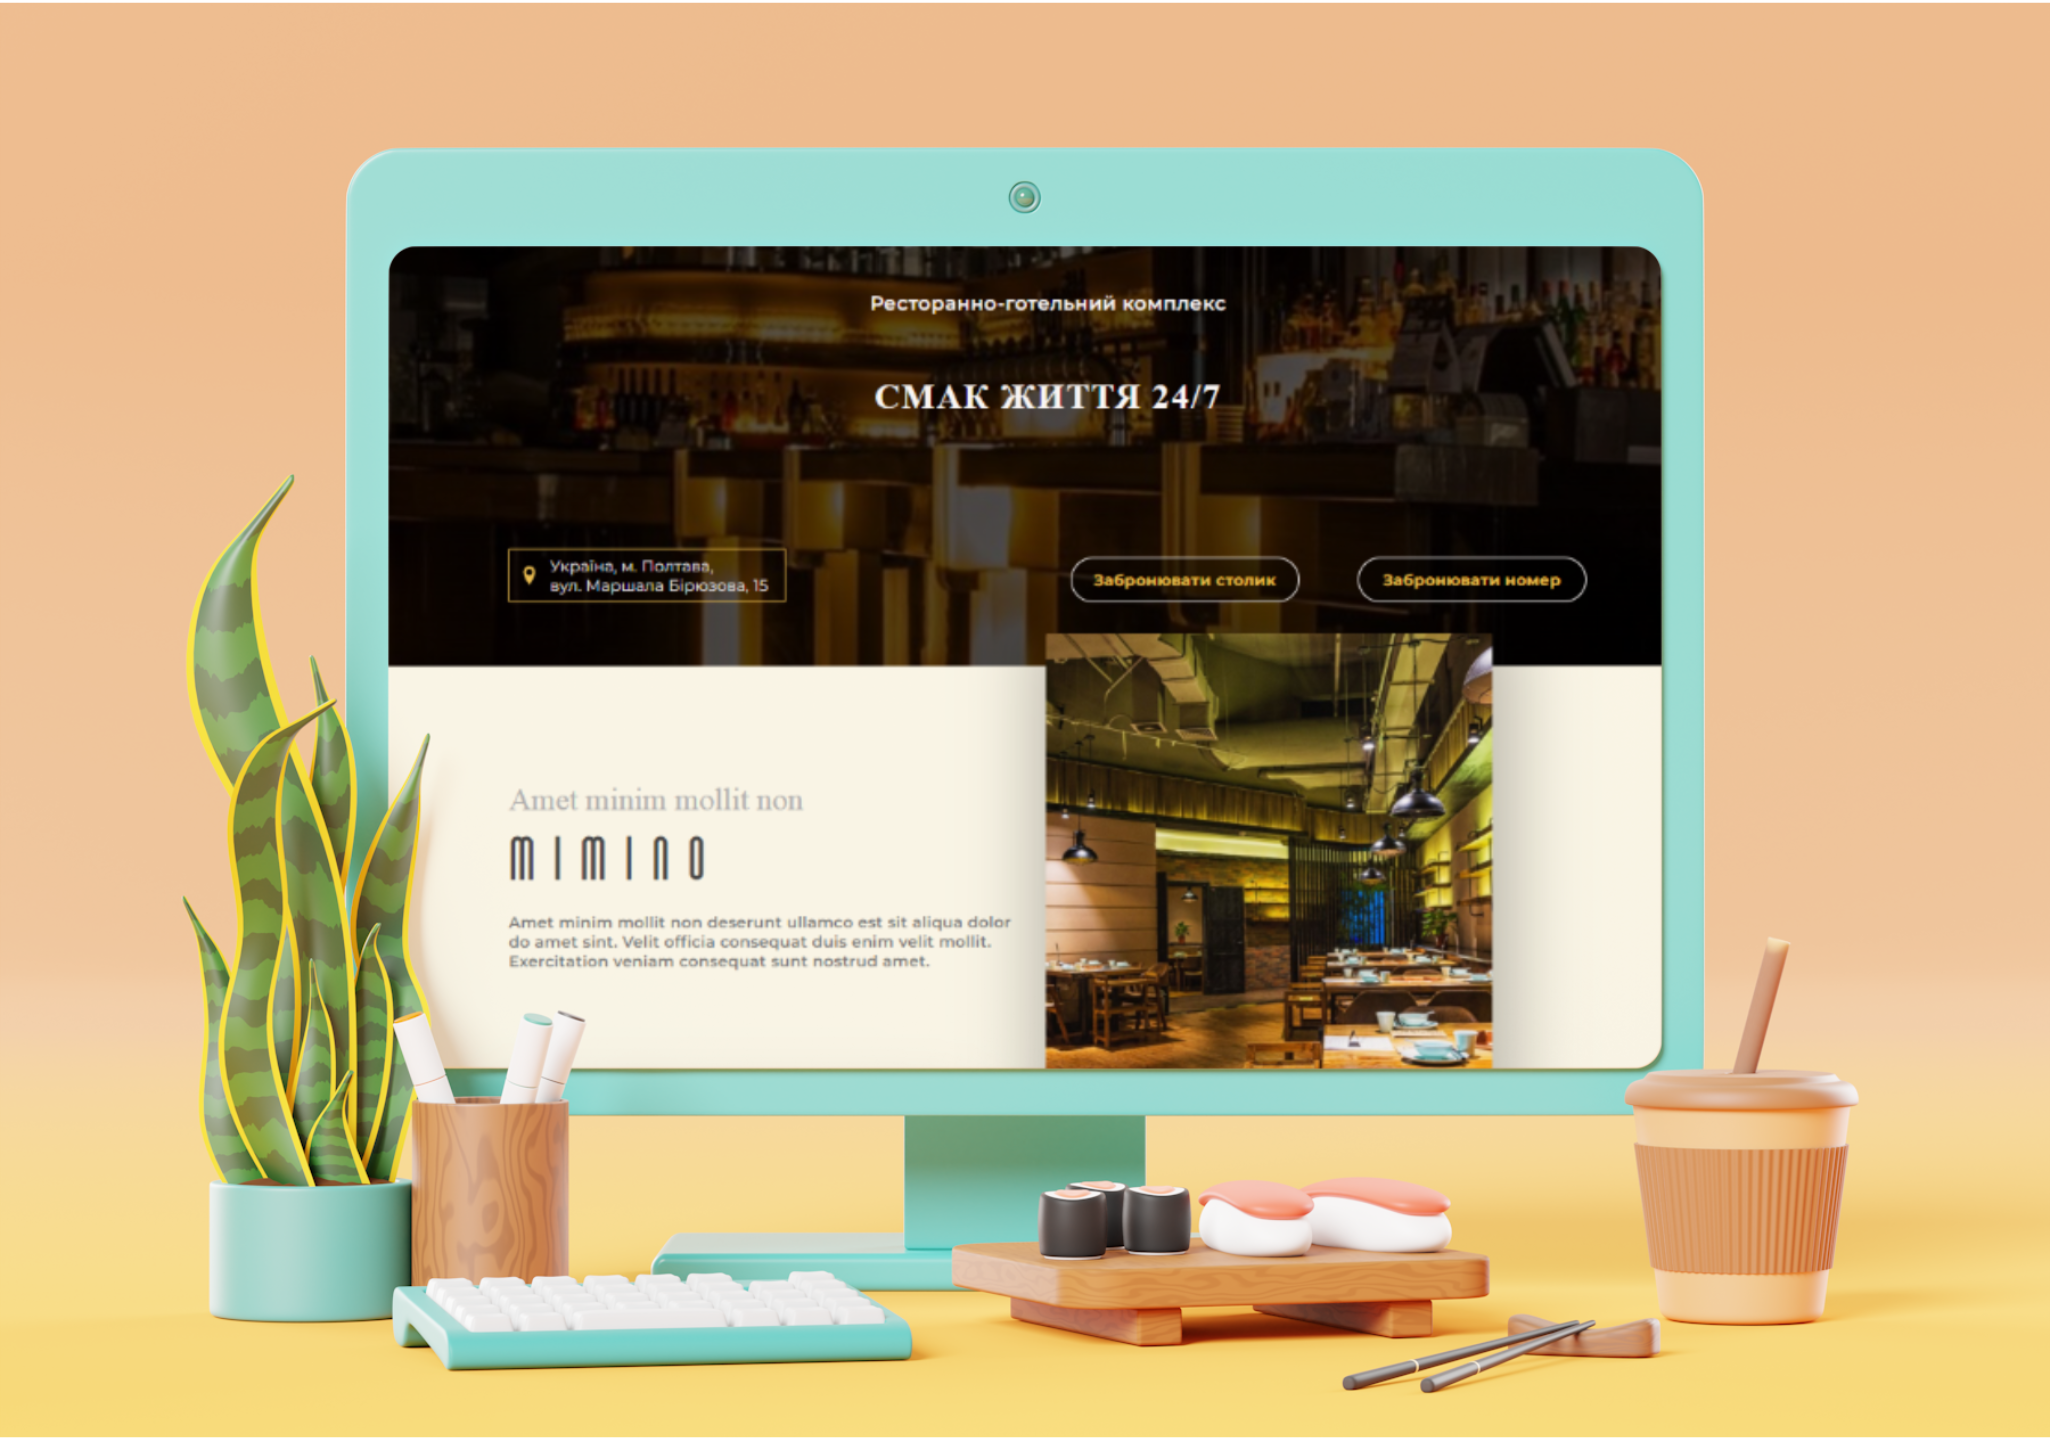 Ресторанно-готельний комплекс
СМАК ЖИТТЯ 24/7
Україна, м. Полтава,
вул. Маршала Бірюзова, 15
Забронювати столик
Забронювати номер
Amet minim mollit non
MIMINO
Amet minim mollit non deserunt ullamco est sit aliqua dolor
do amet sint. Velit officia consequat duis enim velit mollit.
Exercitation veniam consequat sunt nostrud amet.